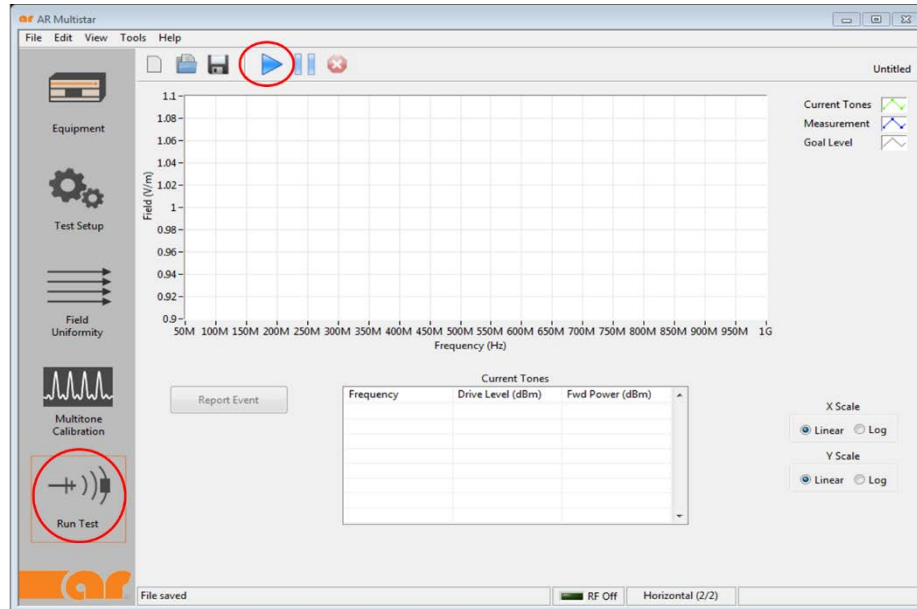 ar AR Multistar
File Edit View Tools Help
Untitled
Equipment
Test Setup
Field
Uniformity
Multitone
Calibration
Run Test
ar
Field (V/m)
1.1
1.08
1.06
1.04
1.02
1
0.98
0.96
0.94
0.92
0.9
50M 100M 150M 200M 250M 300M 350M 400M 450M 500M 550M 600M 650M 700M 750M 800M 850M 900M 950M 1G
Frequency (Hz)
Current Tones
Measurement
Goal Level
Report Event
Current Tones
Frequency Drive Level (dBm) Fwd Power (dBm)
X Scale
Linear Log
Y Scale
Linear Log
File saved RF Off Horizontal (2/2)